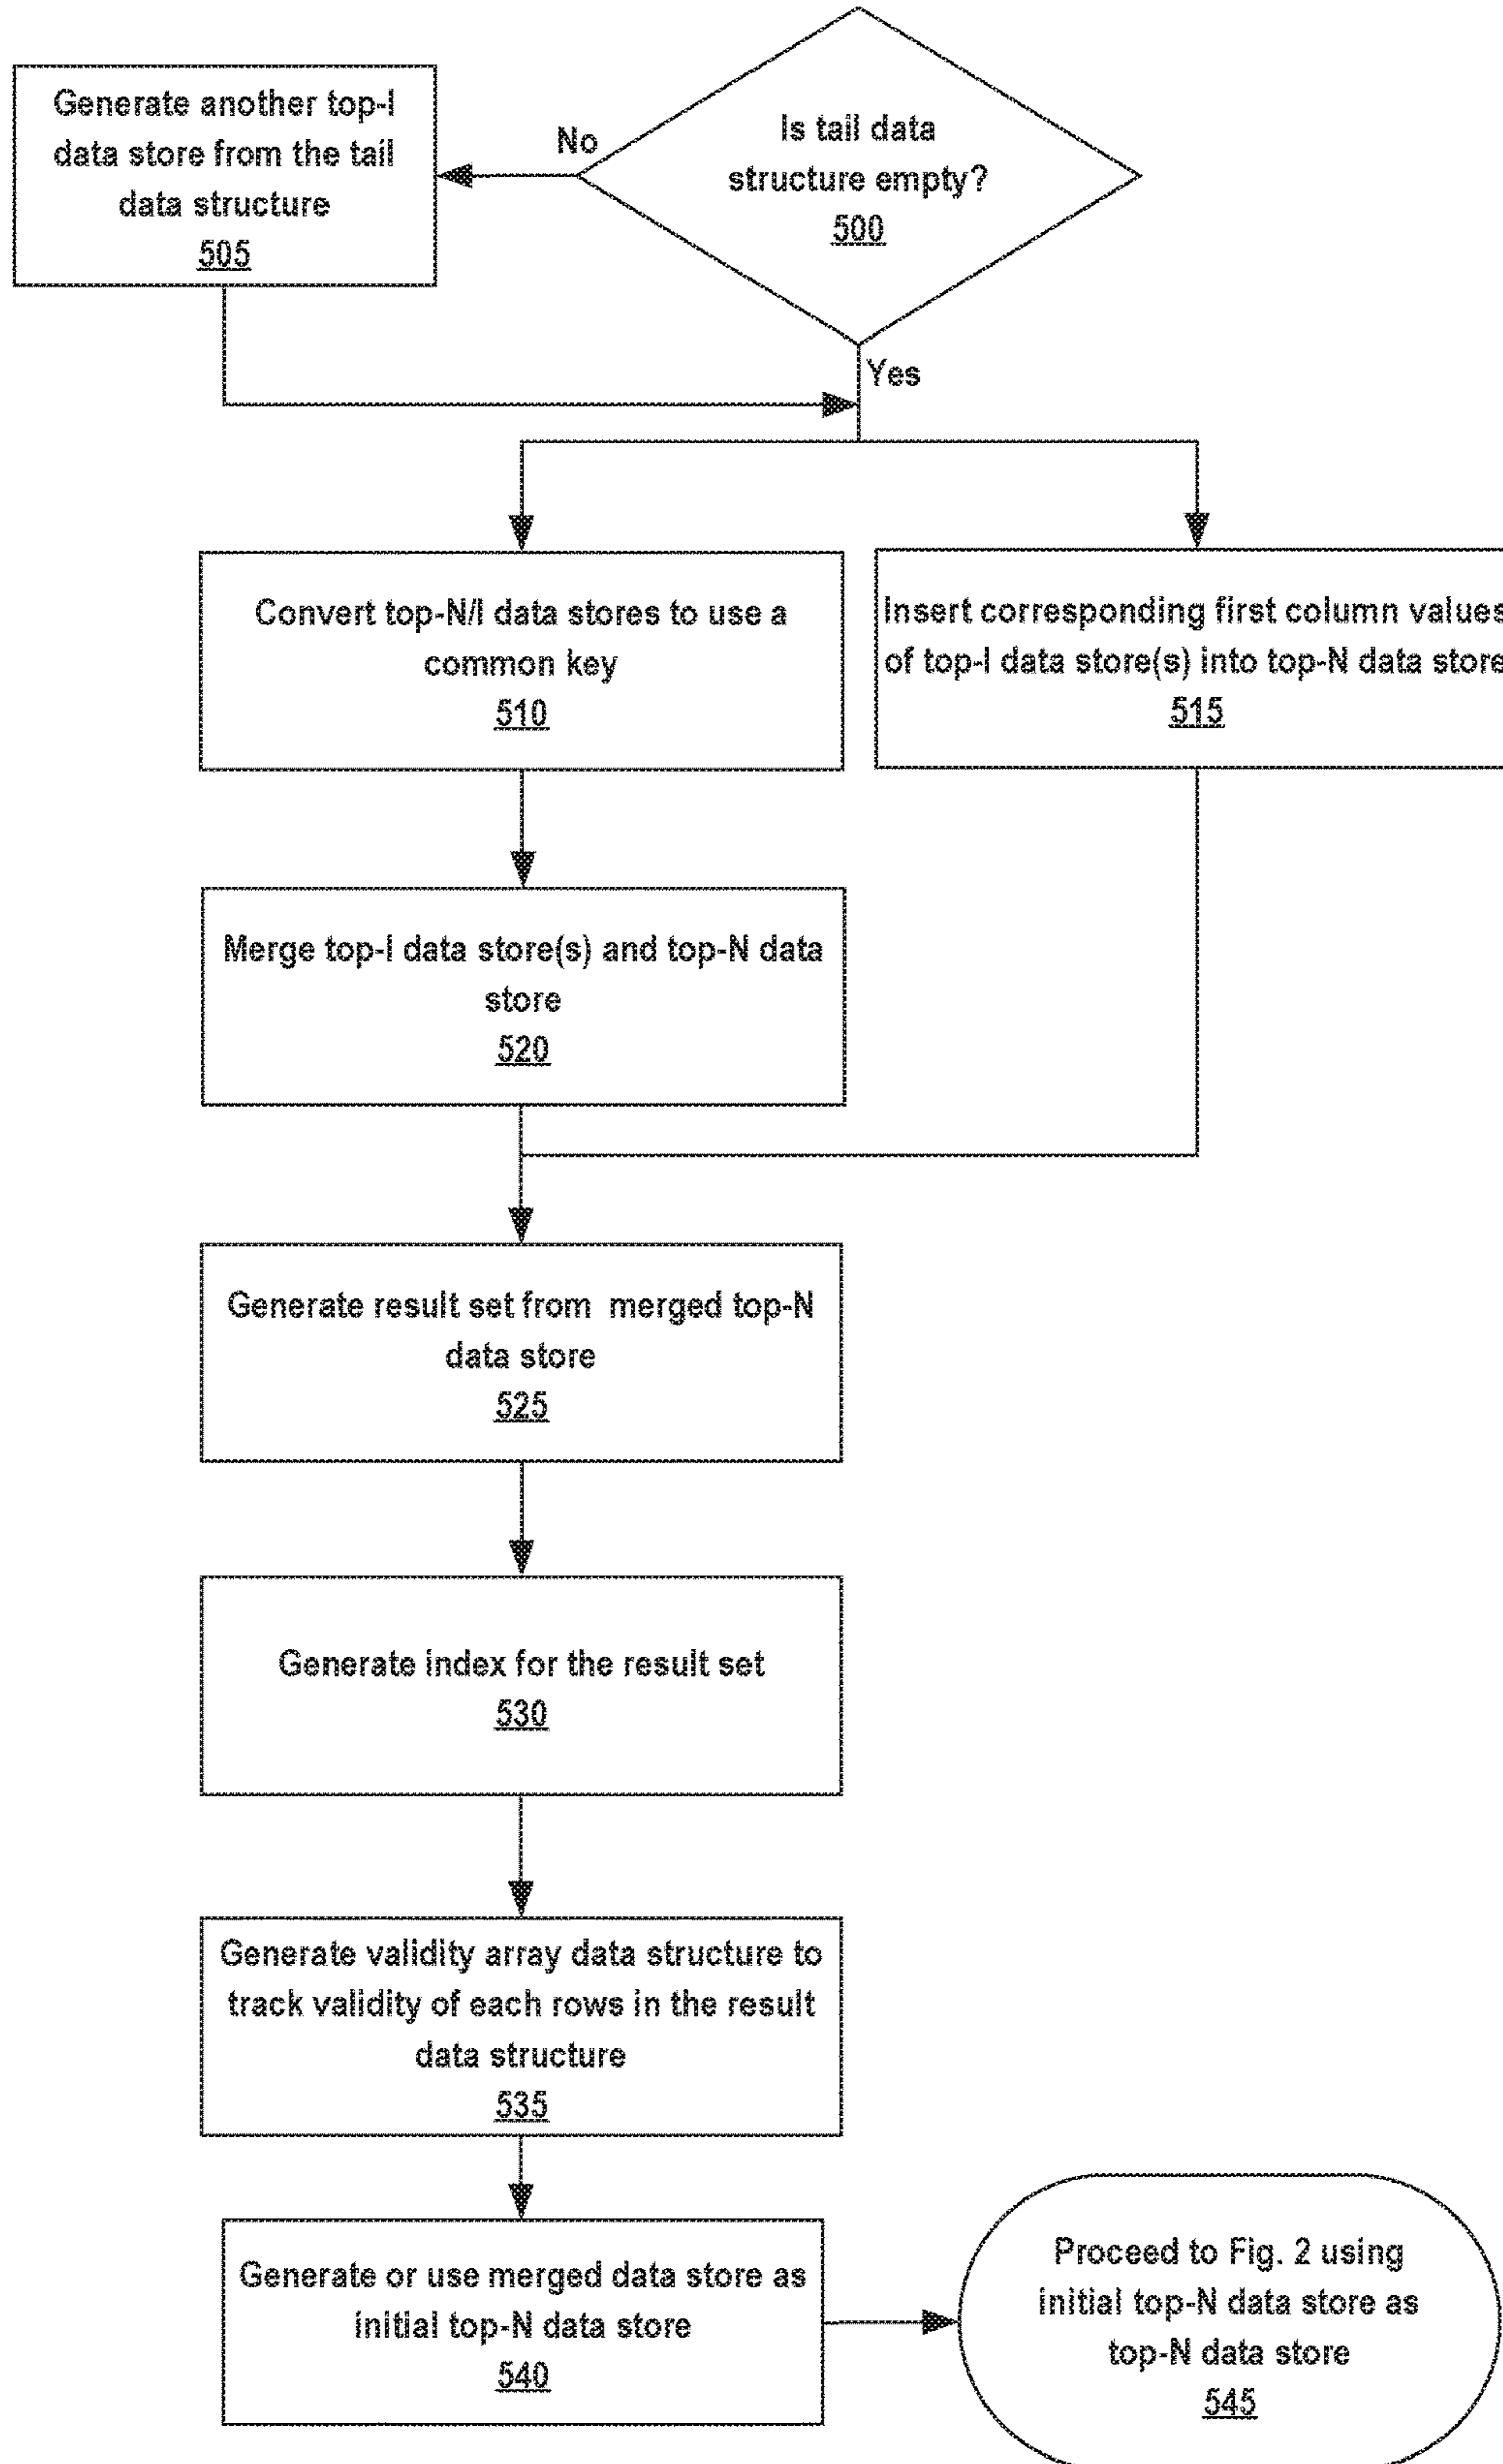 Generate another top-I
data store from the tail
data structure
505
No
Is tail data
structure empty?
500
Yes
Convert top-N/I data stores to use a
common key
510
Insert corresponding first column values
of top-I data store(s) into top-N data store
515
Merge top-I data store(s) and top-N data
store
520
Generate result set from merged top-N
data store
525
Generate index for the result set
530
Generate validity array data structure to
track validity of each rows in the result
data structure
535
Generate or use merged data store as
initial top-N data store
540
Proceed to Fig. 2 using
initial top-N data store as
top-N data store
545